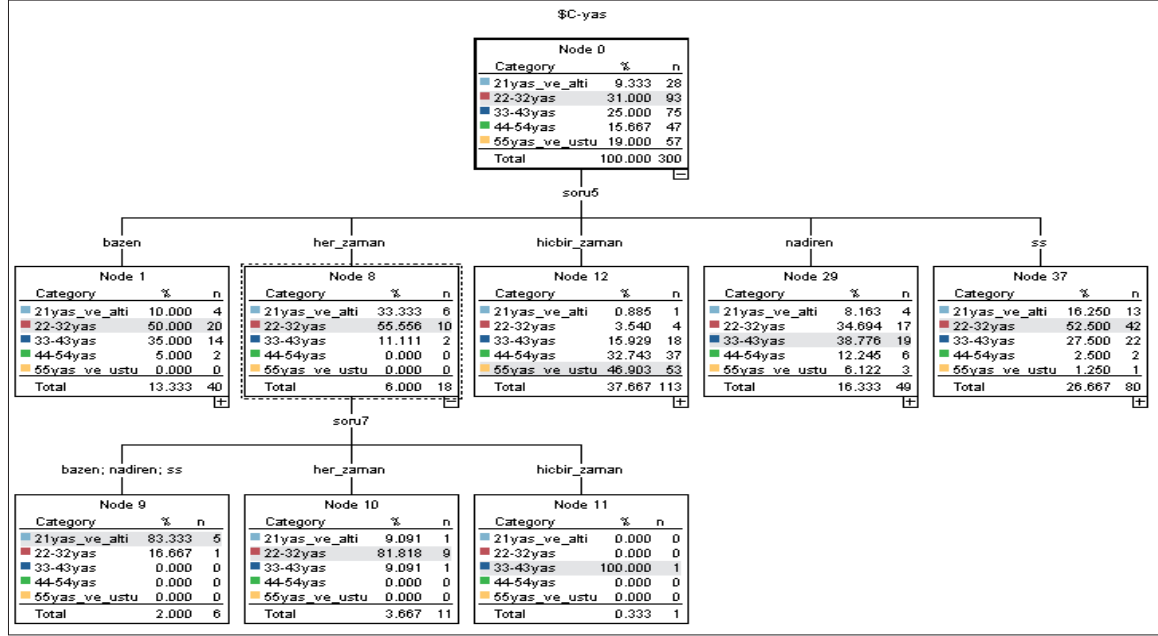 $C-yas
Node 0
Category % n
21yas_ve_alti 9.333 28
22-32yas 31.000 93
33-43yas 25.000 75
44-54yas 15.667 47
55yas_ve_ustu 19.000 57
Total 100.000 300
soru5
bazen
her_zaman
hicbir_zaman
nadiren
ss
Node 1
Category % n
21yas_ve_alti 10.000 4
22-32yas 50.000 20
33-43yas 35.000 14
44-54yas 5.000 2
55yas_ve_ustu 0.000 0
Total 13.333 40
Node 8
Category % n
21yas_ve_alti 33.333 6
22-32yas 55.556 10
33-43yas 11.111 2
44-54yas 0.000 0
55yas_ve_ustu 0.000 0
Total 6.000 18
Node 12
Category % n
21yas_ve_alti 0.885 1
22-32yas 3.540 4
33-43yas 15.929 18
44-54yas 32.743 37
55yas_ve_ustu 46.903 53
Total 37.667 113
Node 29
Category % n
21yas_ve_alti 8.163 4
22-32yas 34.694 17
33-43yas 38.776 19
44-54yas 12.245 6
55yas_ve_ustu 6.122 3
Total 16.333 49
Node 37
Category % n
21yas_ve_alti 16.250 13
22-32yas 52.500 42
33-43yas 27.500 22
44-54yas 2.500 2
55yas_ve_ustu 1.250 1
Total 26.667 80
soru7
bazen; nadiren; ss
her_zaman
hicbir_zaman
Node 9
Category % n
21yas_ve_alti 83.333 5
22-32yas 16.667 1
33-43yas 0.000 0
44-54yas 0.000 0
55yas_ve_ustu 0.000 0
Total 2.000 6
Node 10
Category % n
21yas_ve_alti 9.091 1
22-32yas 81.818 9
33-43yas 9.091 1
44-54yas 0.000 0
55yas_ve_ustu 0.000 0
Total 3.667 11
Node 11
Category % n
21yas_ve_alti 0.000 0
22-32yas 0.000 0
33-43yas 100.000 1
44-54yas 0.000 0
55yas_ve_ustu 0.000 0
Total 0.333 1